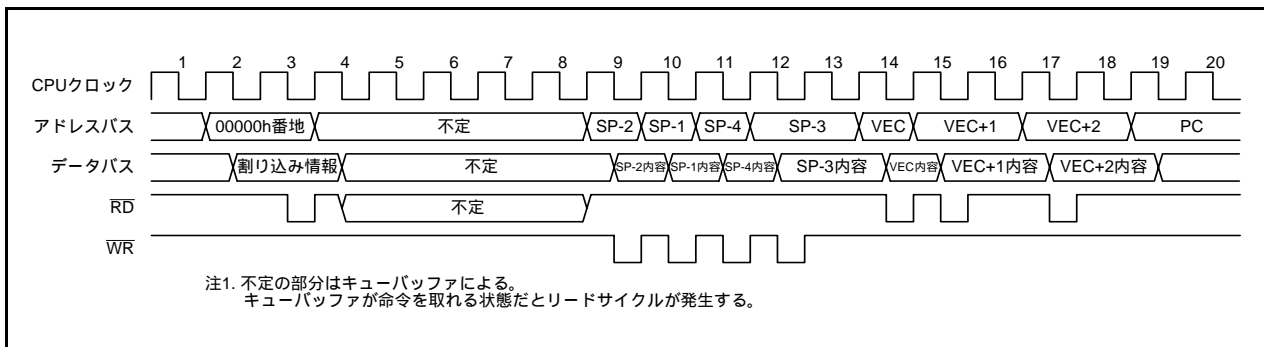 1 2 3 4 5 6 7 8 9 10 11 12 13 14 15 16 17 18 19 20
CPUクロック
アドレスバス 00000h番地 不定 SP-2 SP-1 SP-4 SP-3 VEC VEC+1 VEC+2 PC
データバス 割り込み情報 不定 SP-2内容 SP-1内容 SP-4内容 SP-3内容 VEC内容 VEC+1内容 VEC+2内容
RD 不定
WR
注1. 不定の部分はキューバッファによる。
キューバッファが命令を取れる状態だとリードサイクルが発生する。